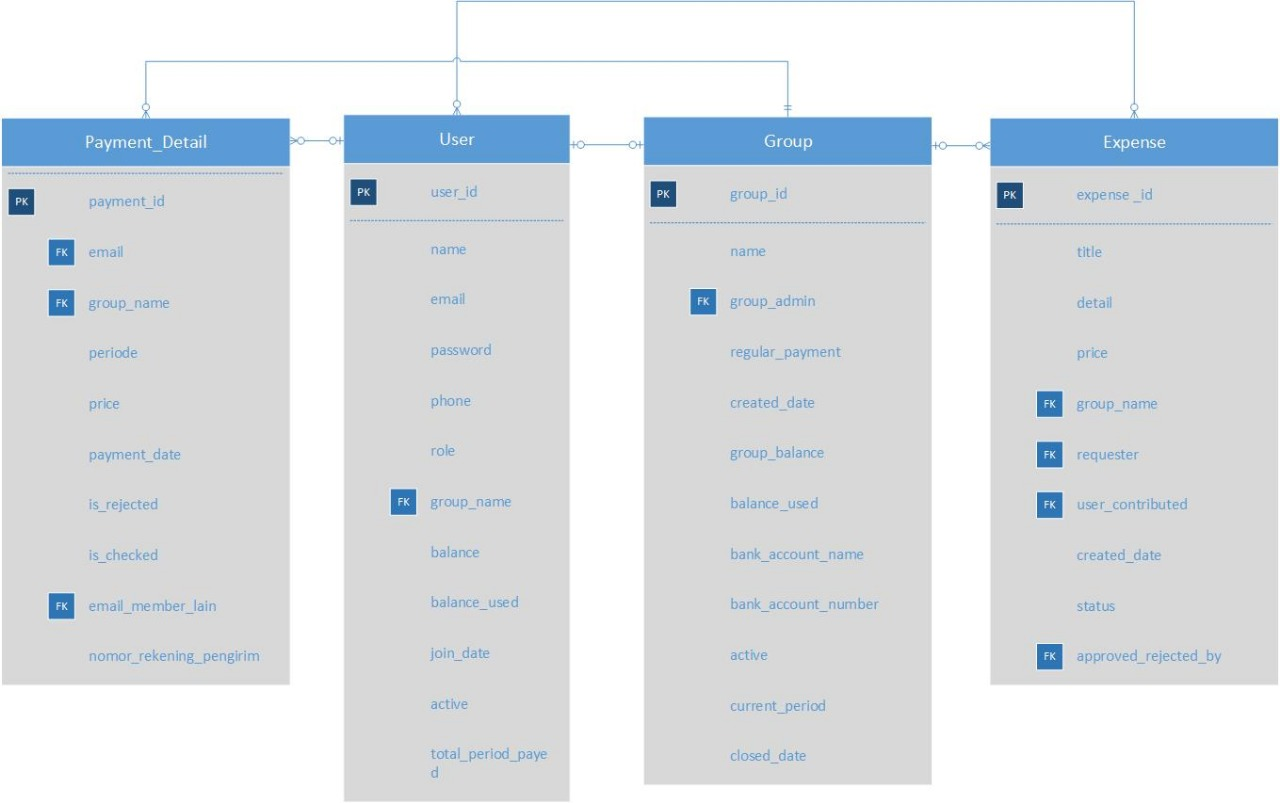 Payment_Detail
PK payment_id
FK email
FK group_name
periode
price
payment_date
is_rejected
is_checked
FK email_member_lain
nomor_rekening_pengirim
User
PK user_id
name
email
password
phone
role
FK group_name
balance
balance_used
join_date
active
total_period_paye
d
Group
PK group_id
name
FK group_admin
regular_payment
created_date
group_balance
balance_used
bank_account_name
bank_account_number
active
current_period
closed_date
Expense
PK expense _id
title
detail
price
FK group_name
FK requester
FK user_contributed
created_date
status
FK approved_rejected_by